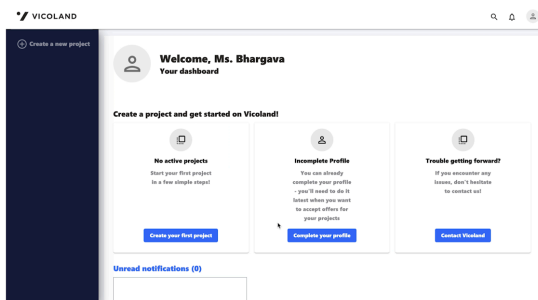 VICOLAND
Create a new project
Welcome, Ms. Bhargava
Your dashboard
Create a project and get started on Vicoland!
No active projects
Start your first project
in a few simple steps!
Create your first project
Incomplete Profile
You can already
complete your profile
- you'll need to do it
latest when you want
to accept offers for
your projects
Complete your profile
Trouble getting forward?
If you encounter any
issues, don't hesitate
to contact us!
Contact Vicoland
Unread notifications (0)